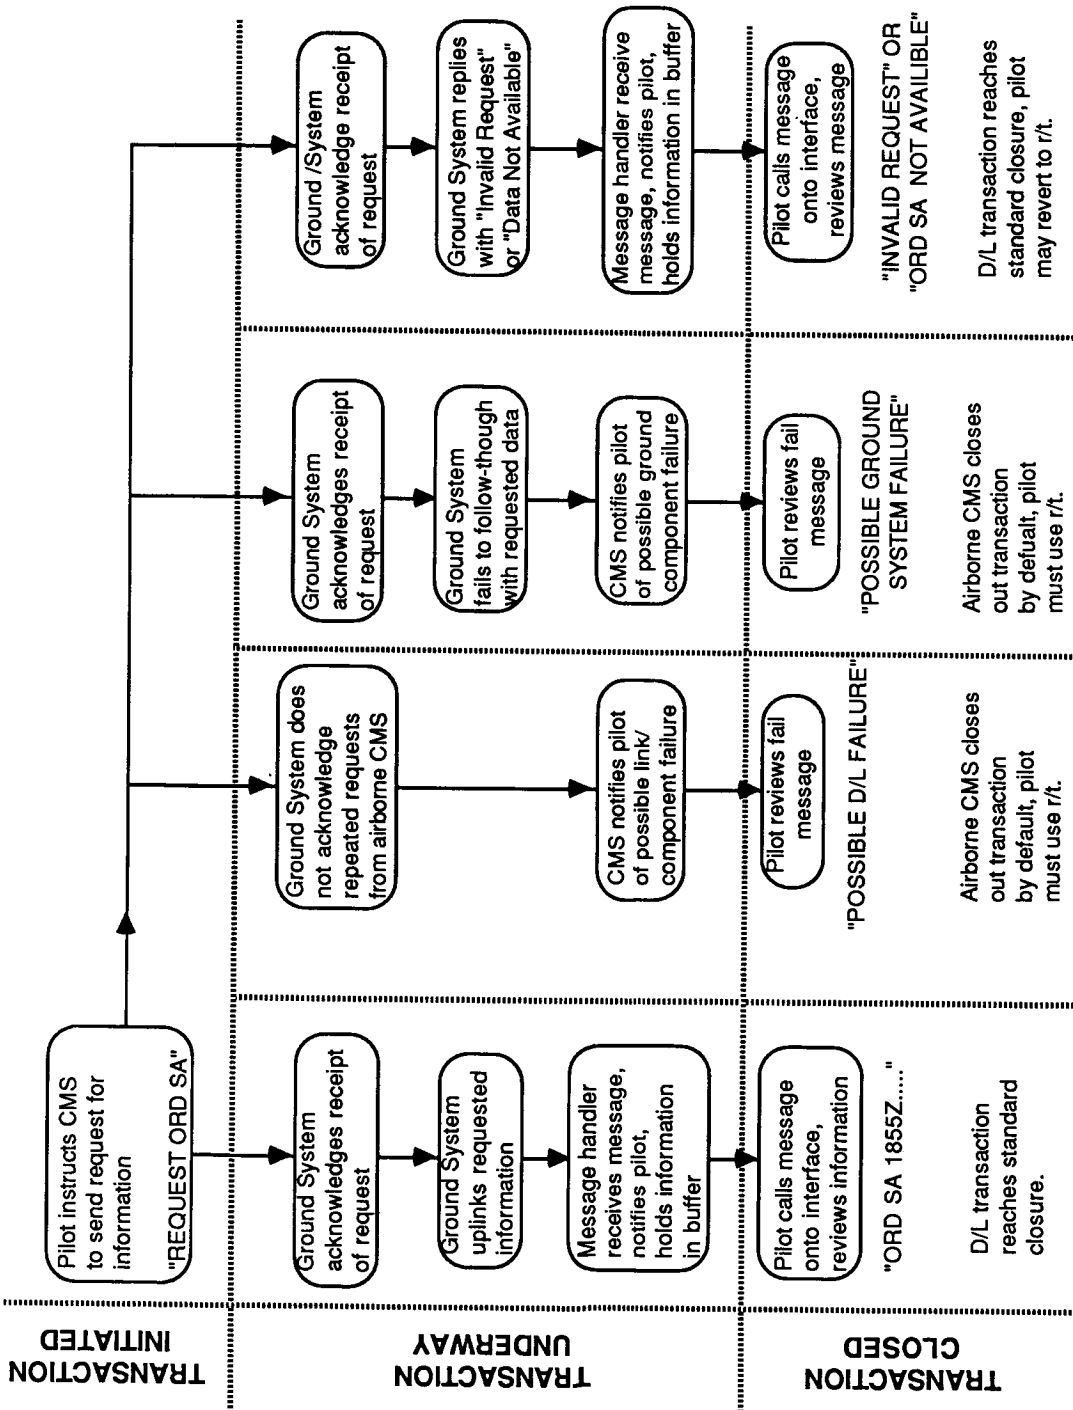 TRANSACTION
INITIATED
Pilot instructs CMS
to send request for
information
"REQUEST ORD SA"
TRANSACTION
UNDERWAY
Ground System
acknowledges receipt
of request
Ground System
uplinks requested
information
Message handler
receives message,
notifies pilot,
holds information
in buffer
Ground System does
not acknowledge
repeated requests
from airborne CMS
CMS notifies pilot
of possible link/
component failure
Ground System
acknowledges receipt
of request
Ground System
fails to follow-though
with requested data
CMS notifies pilot
of possible ground
component failure
Ground /System
acknowledge receipt
of request
Ground System replies
with "Invalid Request"
or "Data Not Available"
Message handler receive
message, notifies pilot,
holds information in buffer
TRANSACTION
CLOSED
Pilot calls message
onto interface,
reviews information
"ORD SA 1855Z....."
D/L transaction
reaches standard
closure.
Pilot reviews fail
message
"POSSIBLE D/L FAILURE"
Airborne CMS closes
out transaction
by default, pilot
must use r/t.
Pilot reviews fail
message
"POSSIBLE GROUND
SYSTEM FAILURE"
Airborne CMS closes
out transaction
by defualt, pilot
must use r/t.
Pilot calls message
onto interface,
reviews message
"INVALID REQUEST" OR
"ORD SA NOT AVAILIBLE"
D/L transaction reaches
standard closure, pilot
may revert to r/t.